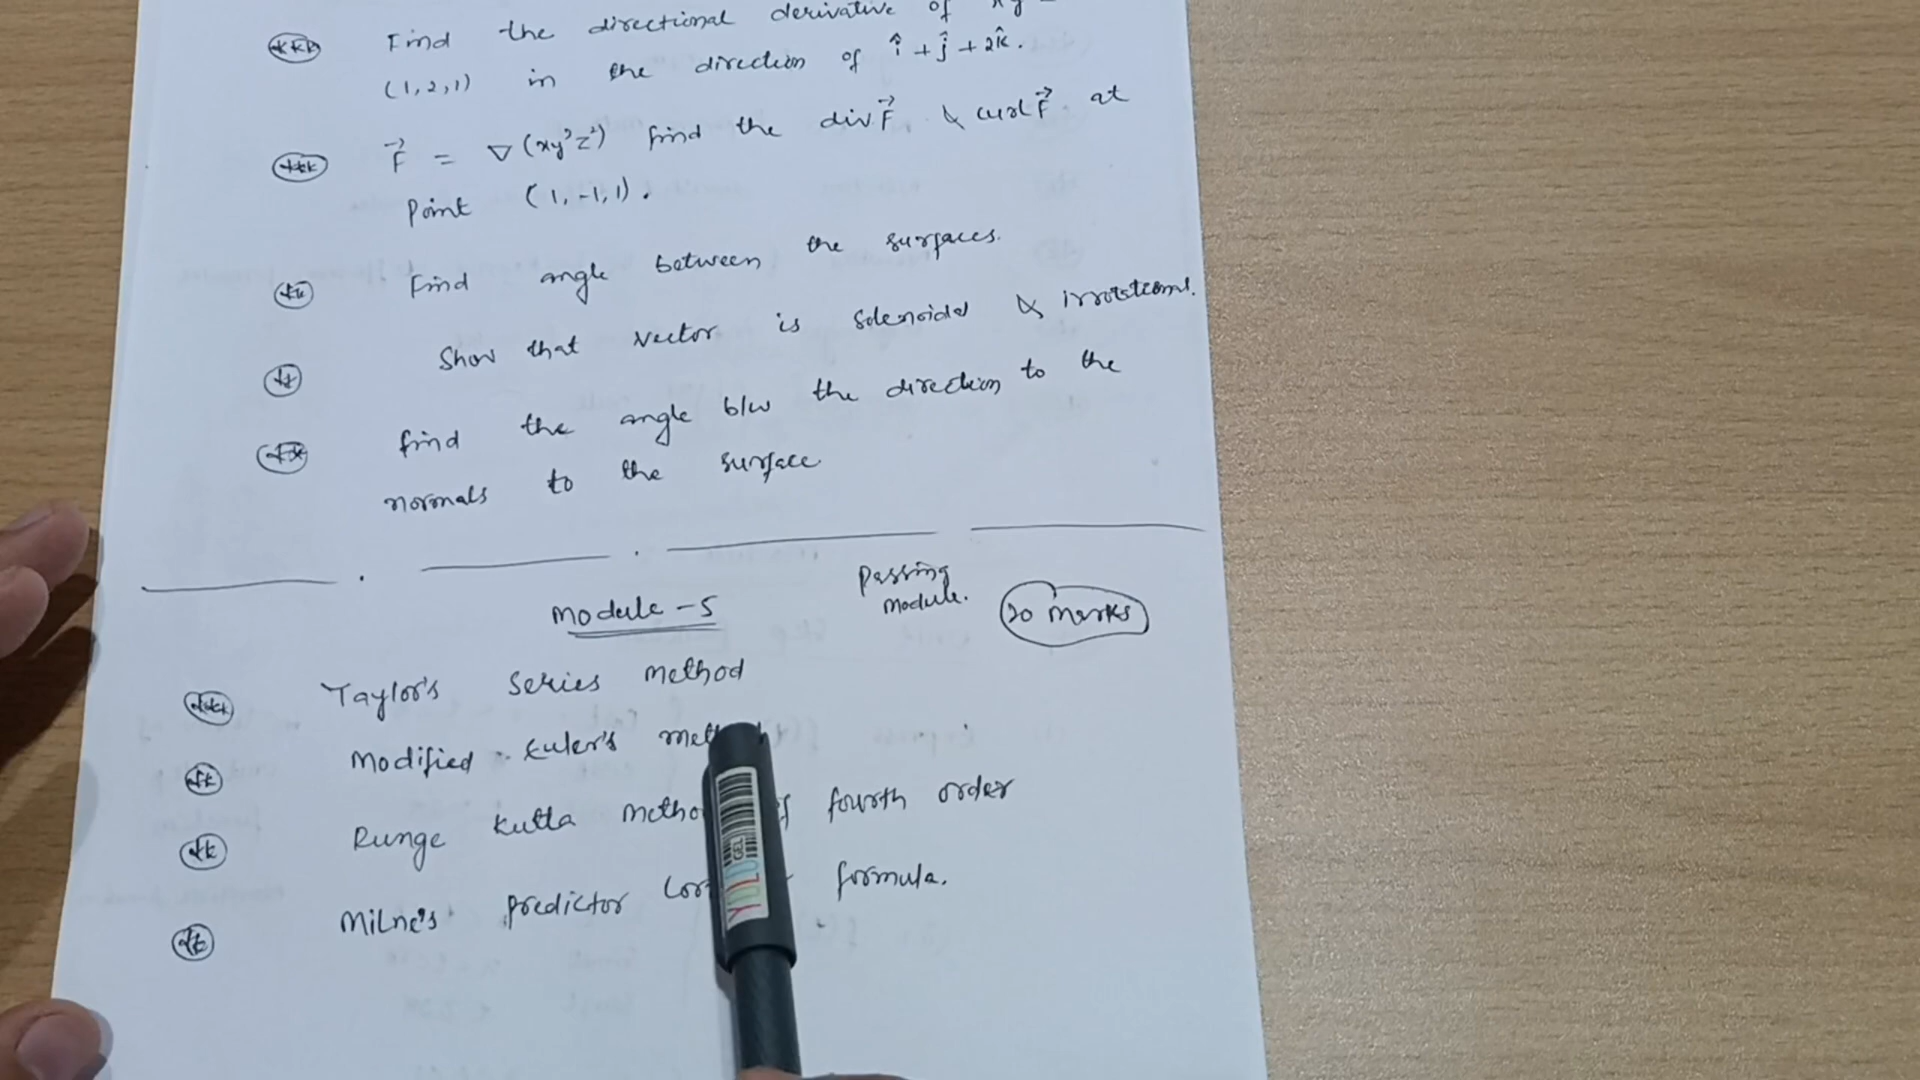 Find the directional derivative of
(1,2,1) in the direction of î + ĵ + 2k̂.
F⃗ = ∇(xy³z²) find the div F⃗ & curl F⃗ at
point (1,-1,1).
Find angle between the surfaces.
Show that vector is solenoidal &
find the angle b/w the direction to the
normals to the surface
Passing
module.
Module - 5
20 marks
Taylor's Series method
Modified Euler's
Runge Kutta fourth order
Milne's predictor formula.
YOLO GEL